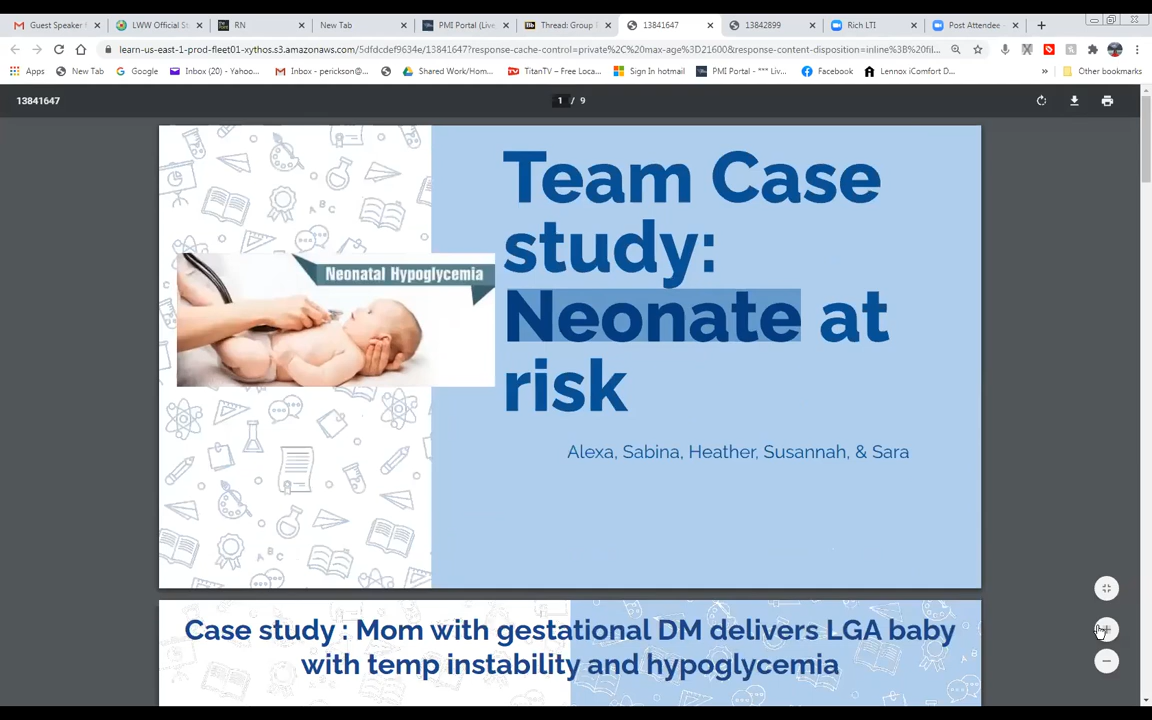 Guest Speaker
LWW Official St
RN
New Tab
PMI Portal (Live
Thread: Group
13841647
13842899
Rich LTI
Post Attendee -
learn-us-east-1-prod-fleet01-xythos.s3.amazonaws.com/5dfdcdef9634e/13841647?response-cache-control=private%2C%20max-age%3D21600&response-content-disposition=inline%3B%20fil...
Apps
New Tab
Google
Inbox (20) - Yahoo...
Inbox - perickson@...
Shared Work/Hom...
TitanTV – Free Loca...
Sign In hotmail
PMI Portal - *** Liv...
Facebook
Lennox iComfort D...
»
Other bookmarks
13841647
1 / 9
Neonatal Hypoglycemia
Team Case
study:
Neonate at
risk
Alexa, Sabina, Heather, Susannah, & Sara
A B C
A B C
Case study : Mom with gestational DM delivers LGA baby
with temp instability and hypoglycemia